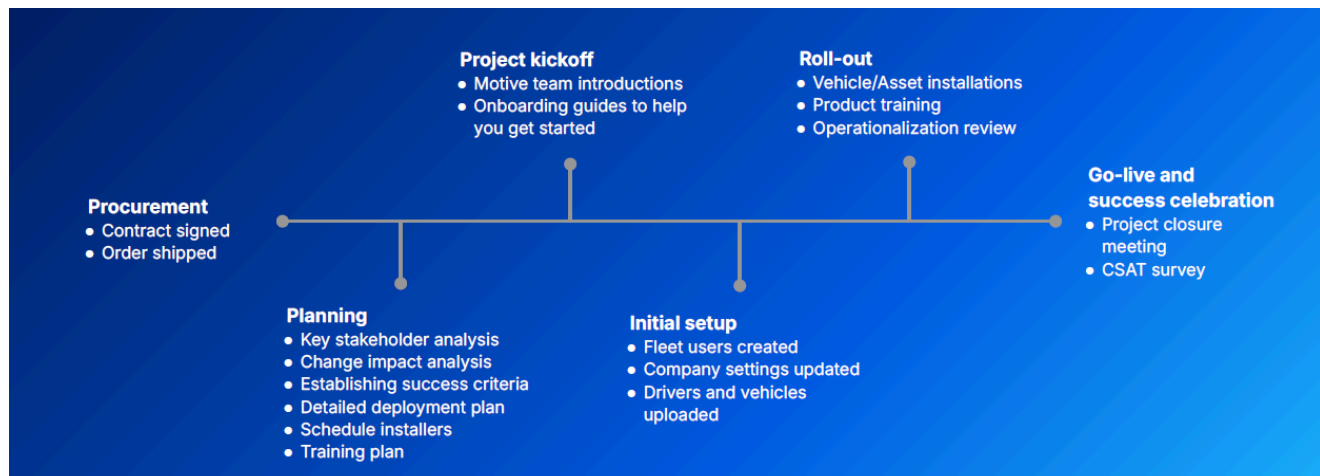 Procurement
● Contract signed
● Order shipped
Planning
● Key stakeholder analysis
● Change impact analysis
● Establishing success criteria
● Detailed deployment plan
● Schedule installers
● Training plan
Project kickoff
● Motive team introductions
● Onboarding guides to help
you get started
Initial setup
● Fleet users created
● Company settings updated
● Drivers and vehicles
uploaded
Roll-out
● Vehicle/Asset installations
● Product training
● Operationalization review
Go-live and
success celebration
● Project closure
meeting
● CSAT survey